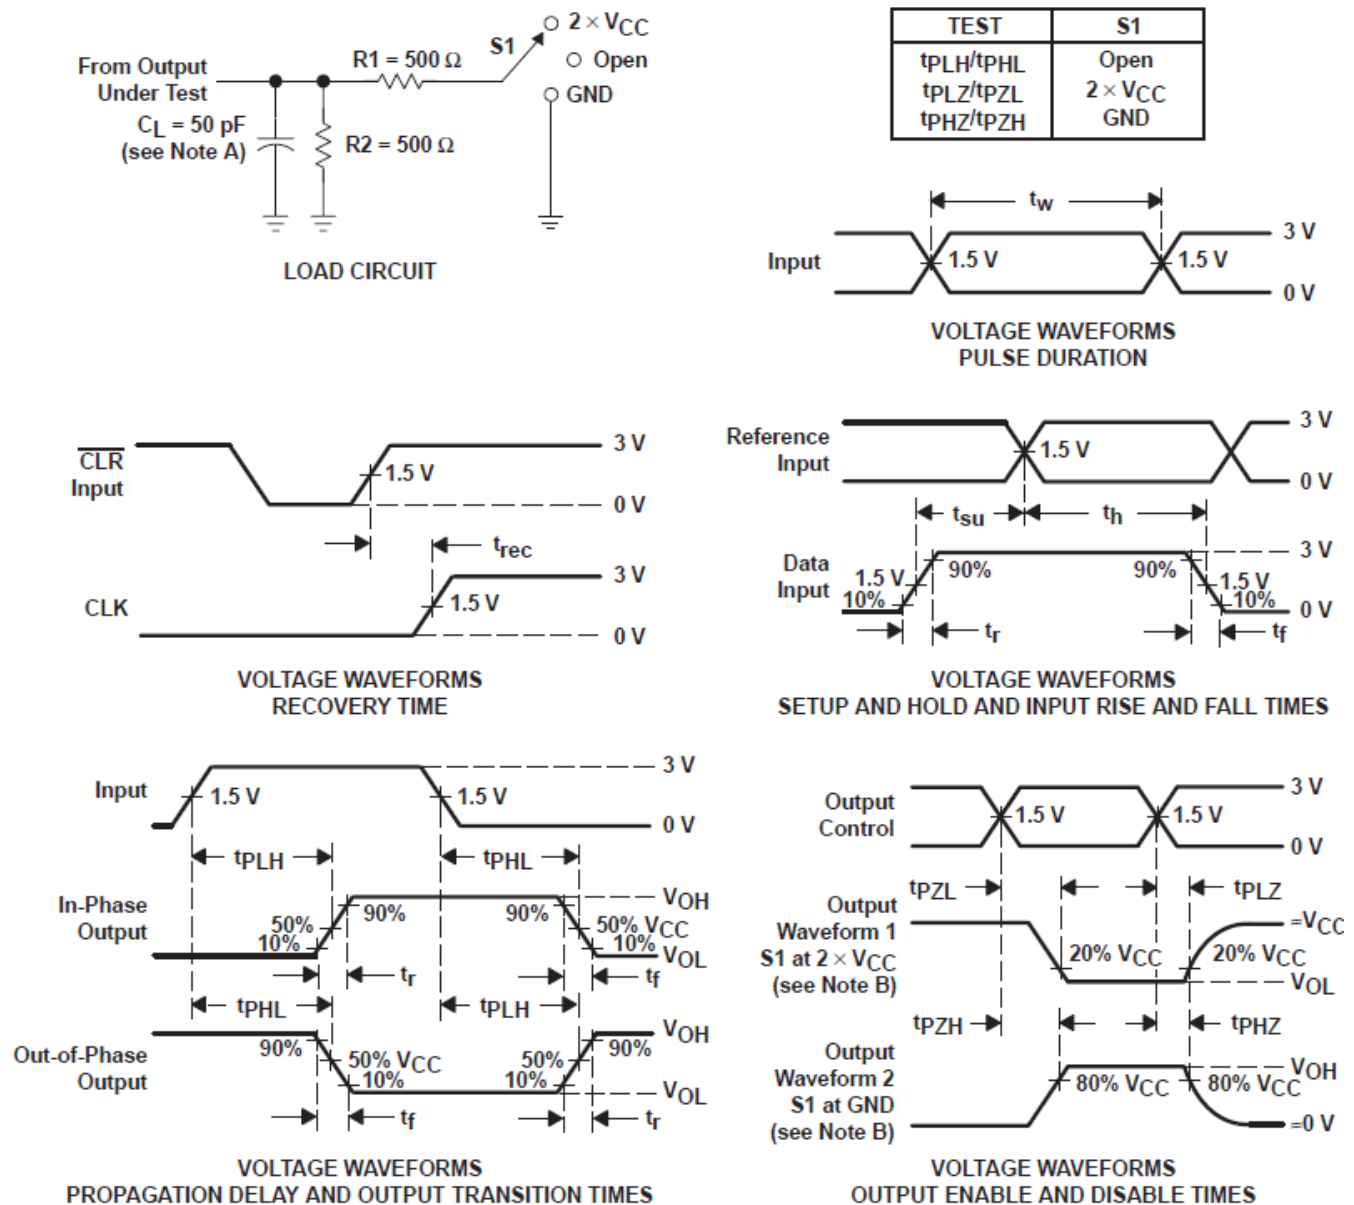 2 × VCC
S1
Open
GND
R1 = 500 Ω
From Output
Under Test
CL = 50 pF
(see Note A)
R2 = 500 Ω
LOAD CIRCUIT
TEST S1
tPLH/tPHL Open
tPLZ/tPZL 2 × VCC
tPHZ/tPZH GND
tw
Input
1.5 V
1.5 V
3 V
0 V
VOLTAGE WAVEFORMS
PULSE DURATION
CLR
Input
1.5 V
3 V
0 V
trec
CLK
1.5 V
3 V
0 V
VOLTAGE WAVEFORMS
RECOVERY TIME
Reference
Input
1.5 V
3 V
0 V
tsu
th
Data
Input
1.5 V
10%
90%
90%
1.5 V
10%
3 V
0 V
tr
tf
VOLTAGE WAVEFORMS
SETUP AND HOLD AND INPUT RISE AND FALL TIMES
Input
1.5 V
1.5 V
3 V
0 V
tPLH
tPHL
In-Phase
Output
50%
10%
90%
90%
50% VCC
10%
VOH
VOL
tr
tf
tPHL
tPLH
Out-of-Phase
Output
90%
50% VCC
10%
50%
10%
90%
VOH
VOL
tf
tr
VOLTAGE WAVEFORMS
PROPAGATION DELAY AND OUTPUT TRANSITION TIMES
Output
Control
1.5 V
1.5 V
3 V
0 V
tPZL
tPLZ
Output
Waveform 1
S1 at 2 × VCC
(see Note B)
20% VCC
20% VCC
≈VCC
VOL
tPZH
tPHZ
Output
Waveform 2
S1 at GND
(see Note B)
80% VCC
80% VCC
VOH
≈0 V
VOLTAGE WAVEFORMS
OUTPUT ENABLE AND DISABLE TIMES